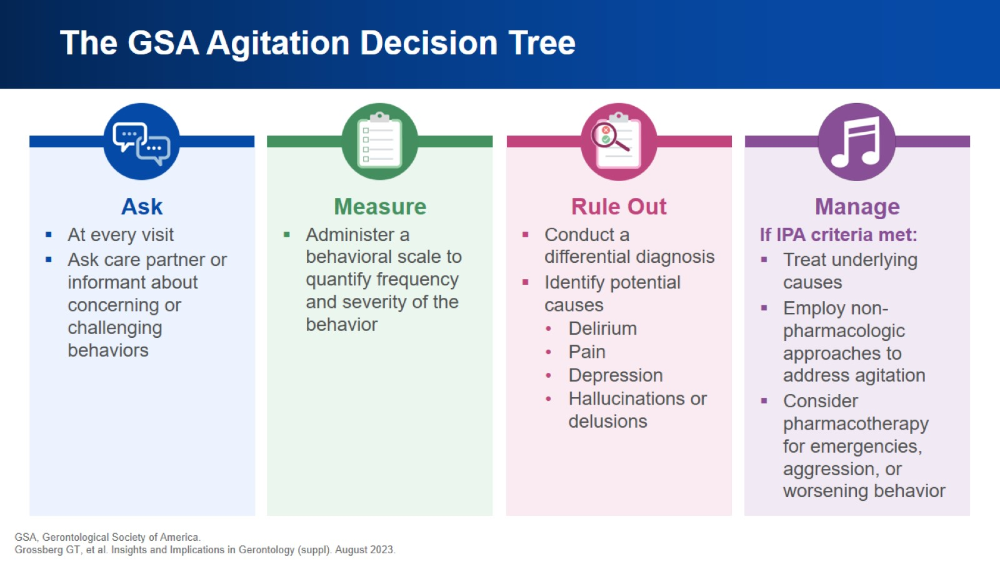 The GSA Agitation Decision Tree
Ask
▪ At every visit
▪ Ask care partner or
informant about
concerning or
challenging
behaviors
Measure
▪ Administer a
behavioral scale to
quantify frequency
and severity of the
behavior
Rule Out
▪ Conduct a
differential diagnosis
▪ Identify potential
causes
• Delirium
• Pain
• Depression
• Hallucinations or
delusions
Manage
If IPA criteria met:
▪ Treat underlying
causes
▪ Employ non-
pharmacologic
approaches to
address agitation
▪ Consider
pharmacotherapy
for emergencies,
aggression, or
worsening behavior
GSA, Gerontological Society of America.
Grossberg GT, et al. Insights and Implications in Gerontology (suppl). August 2023.